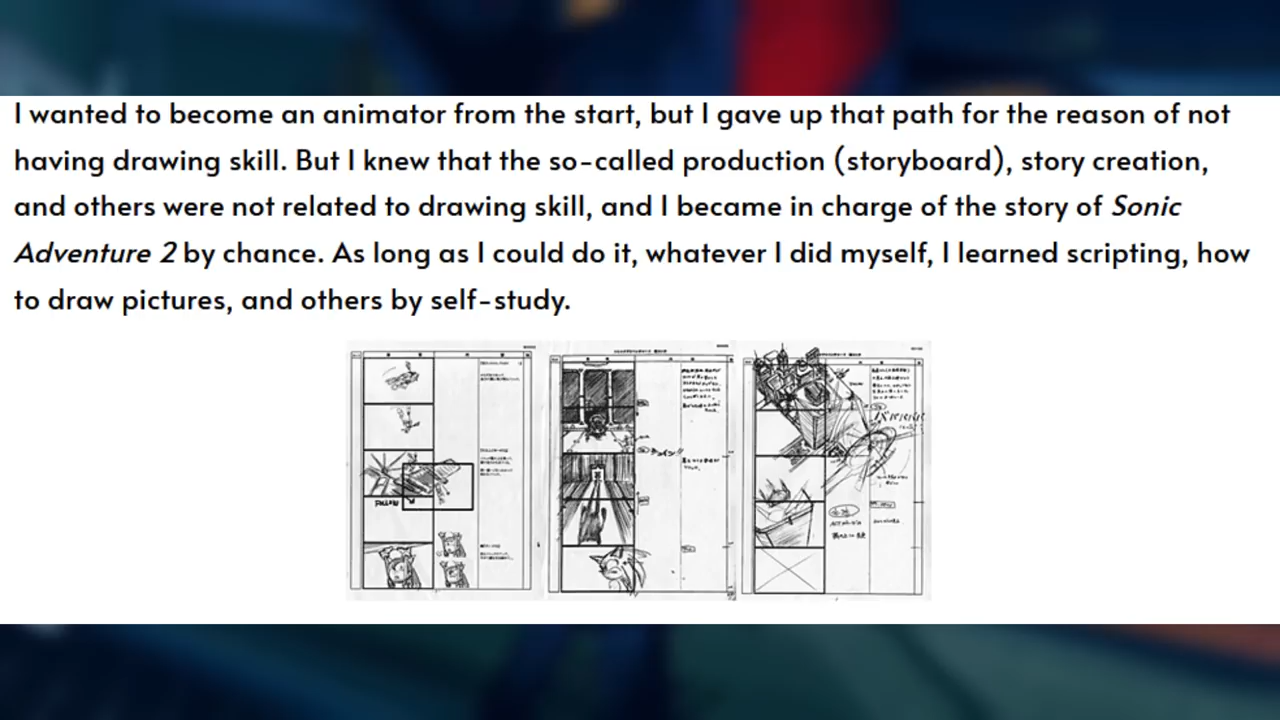 I wanted to become an animator from the start, but I gave up that path for the reason of not
having drawing skill. But I knew that the so-called production (storyboard), story creation,
and others were not related to drawing skill, and I became in charge of the story of Sonic
Adventure 2 by chance. As long as I could do it, whatever I did myself, I learned scripting, how
to draw pictures, and others by self-study.